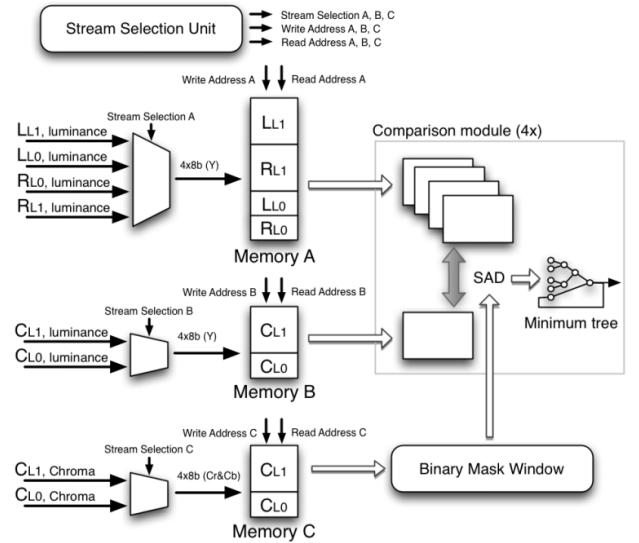 Stream Selection Unit
Stream Selection A, B, C
Write Address A, B, C
Read Address A, B, C
Write Address A
Read Address A
Stream Selection A
LL1, luminance
LL0, luminance
RL0, luminance
RL1, luminance
4x8b (Y)
LL1
RL1
LL0
RL0
Memory A
Comparison module (4x)
SAD
Minimum tree
Write Address B
Read Address B
Stream Selection B
CL1, luminance
CL0, luminance
4x8b (Y)
CL1
CL0
Memory B
Write Address C
Read Address C
Stream Selection C
CL1, Chroma
CL0, Chroma
4x8b (Cr&Cb)
CL1
CL0
Memory C
Binary Mask Window